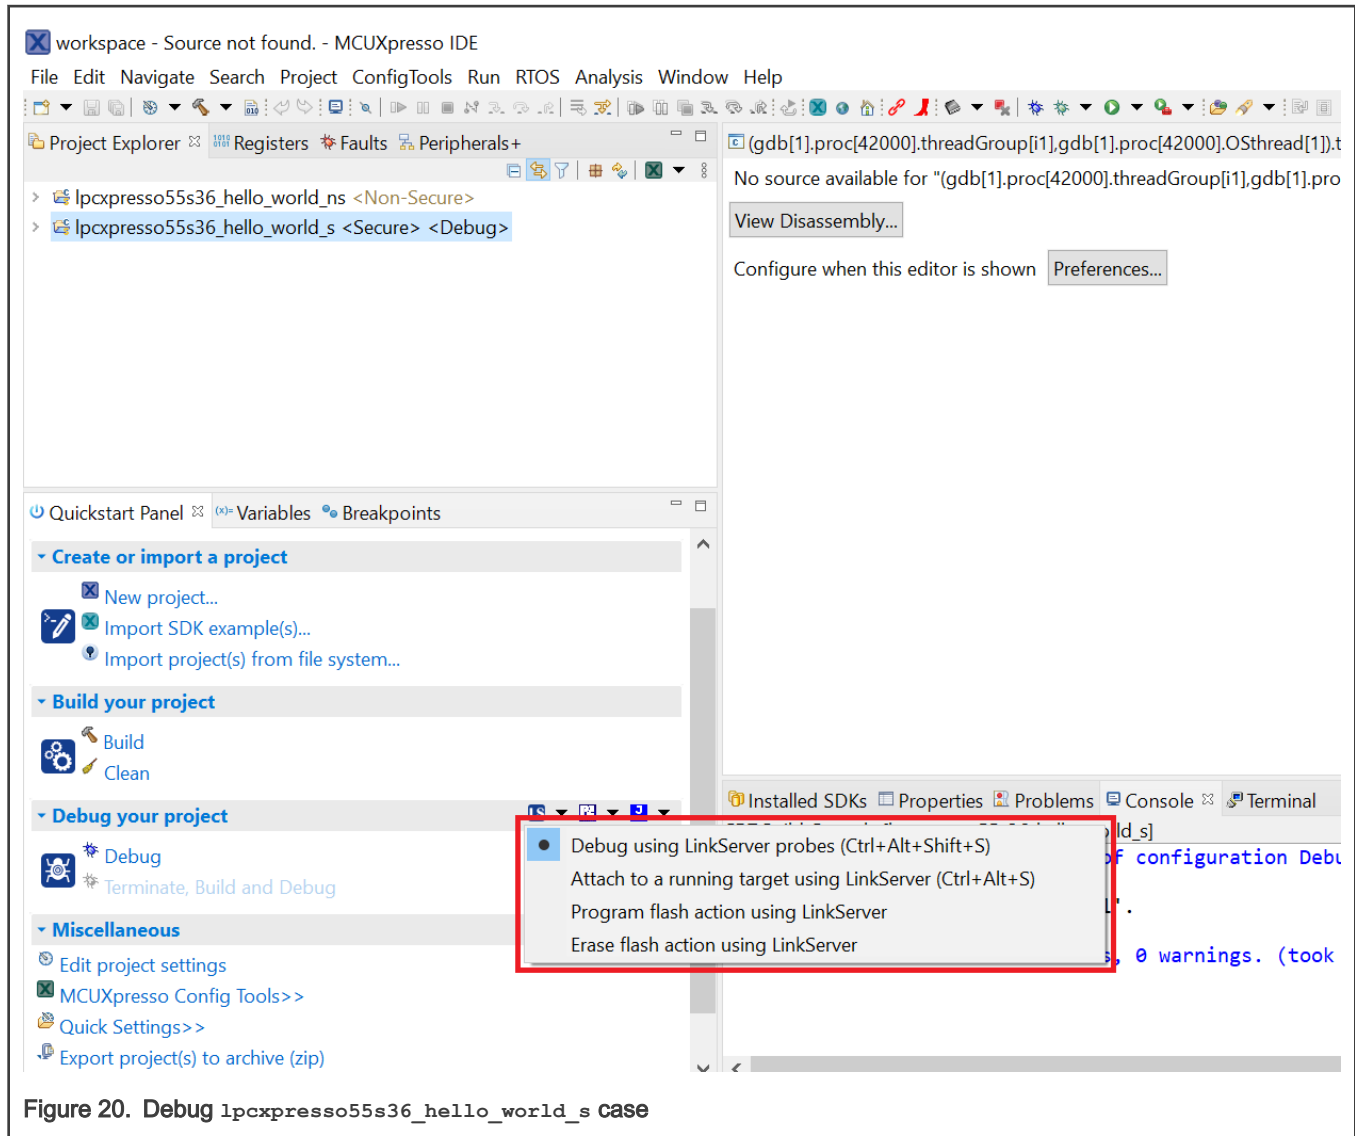 workspace - Source not found. - MCUXpresso IDE
File Edit Navigate Search Project ConfigTools Run RTOS Analysis Window Help
Project Explorer Registers Faults Peripherals+
lpcxpresso55s36_hello_world_ns <Non-Secure>
lpcxpresso55s36_hello_world_s <Secure> <Debug>
(gdb[1].proc[42000].threadGroup[i1],gdb[1].proc[42000].OSthread[1]).t
No source available for "(gdb[1].proc[42000].threadGroup[i1],gdb[1].pro
View Disassembly...
Configure when this editor is shown Preferences...
Quickstart Panel (x)= Variables Breakpoints
Create or import a project
New project...
Import SDK example(s)...
Import project(s) from file system...
Build your project
Build
Clean
Debug your project
Debug
Terminate, Build and Debug
Debug using LinkServer probes (Ctrl+Alt+Shift+S)
Attach to a running target using LinkServer (Ctrl+Alt+S)
Program flash action using LinkServer
Erase flash action using LinkServer
Miscellaneous
Edit project settings
MCUXpresso Config Tools>>
Quick Settings>>
Export project(s) to archive (zip)
Installed SDKs Properties Problems Console Terminal
ld_s]
of configuration Debu
'.
, 0 warnings. (took
Figure 20. Debug lpcxpresso55s36_hello_world_s case